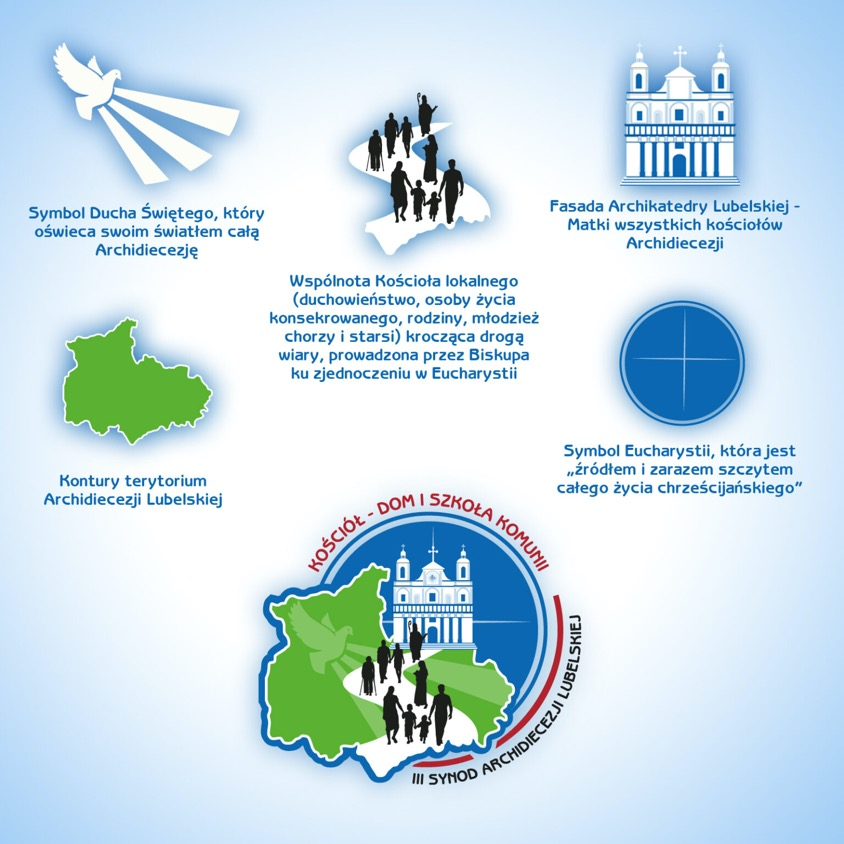 Symbol Ducha Świętego, który
oświeca swoim światłem całą
Archidiecezję
Wspólnota Kościoła lokalnego
(duchowieństwo, osoby życia
konsekrowanego, rodziny, młodzież
chorzy i starsi) krocząca drogą
wiary, prowadzona przez Biskupa
ku zjednoczeniu w Eucharystii
Fasada Archikatedry Lubelskiej -
Matki wszystkich kościołów
Archidiecezji
Kontury terytorium
Archidiecezji Lubelskiej
Symbol Eucharystii, która jest
„źródłem i zarazem szczytem
całego życia chrześcijańskiego”
KOŚCIÓŁ - DOM I SZKOŁA KOMUNII
III SYNOD ARCHIDIECEZJI LUBELSKIEJ